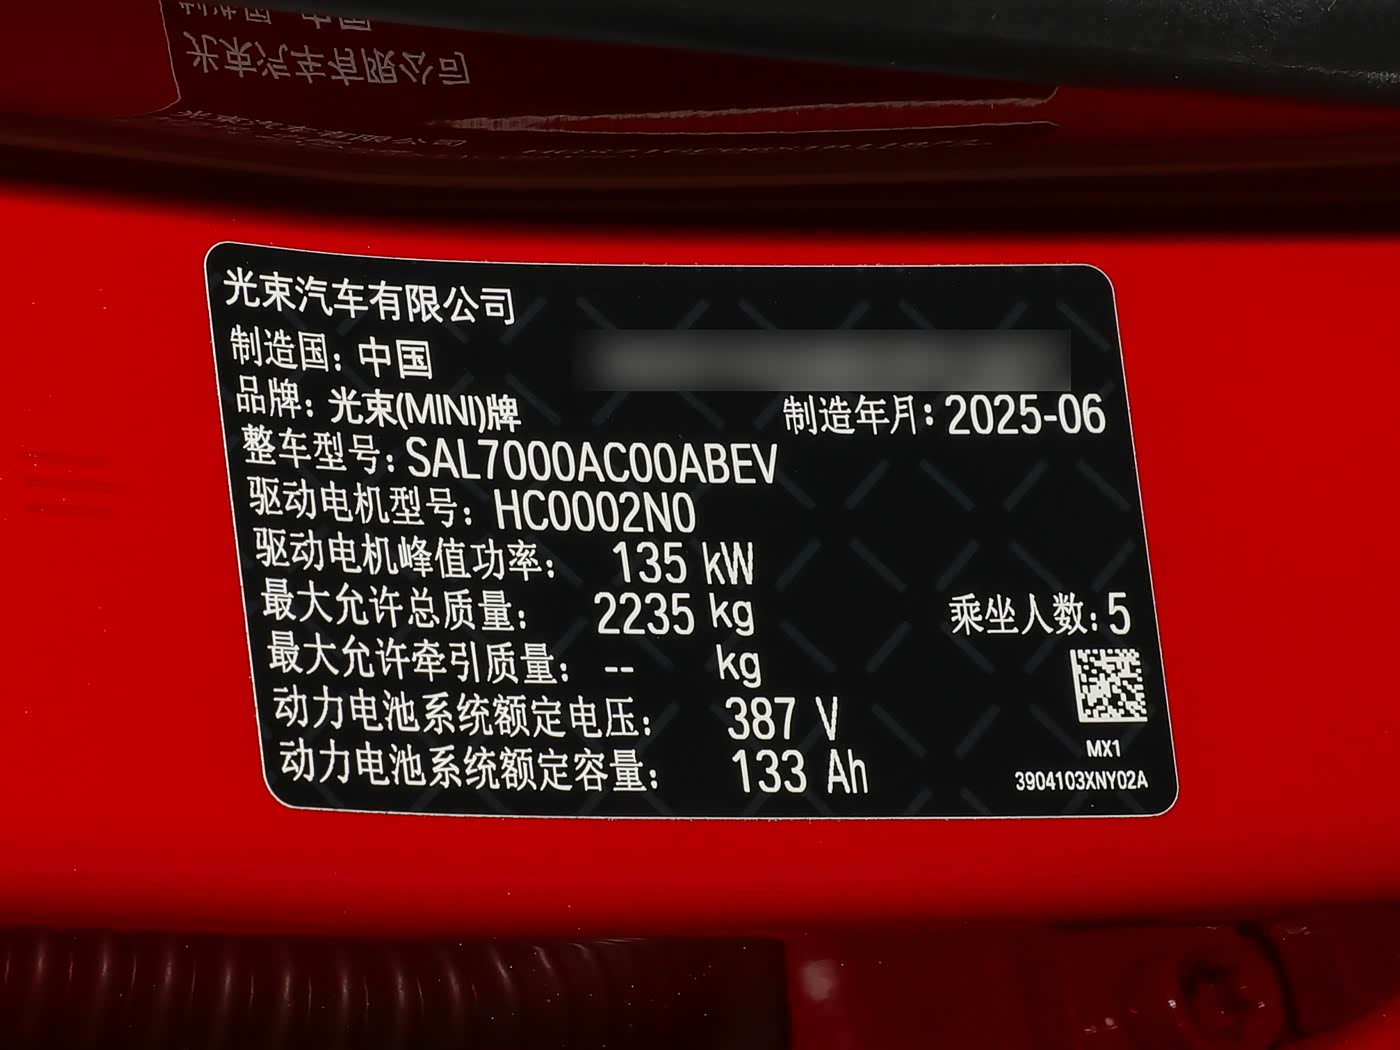 光束汽车有限公司
制造国：中国
品牌：光束(MINI)牌
制造年月：2025-06
整车型号：SAL7000AC00ABEV
驱动电机型号：HC0002N0
驱动电机峰值功率： 135 kW
最大允许总质量： 2235 kg
乘坐人数：5
最大允许牵引质量： -- kg
动力电池系统额定电压： 387 V
动力电池系统额定容量： 133 Ah
MX1
3904103XNY02A